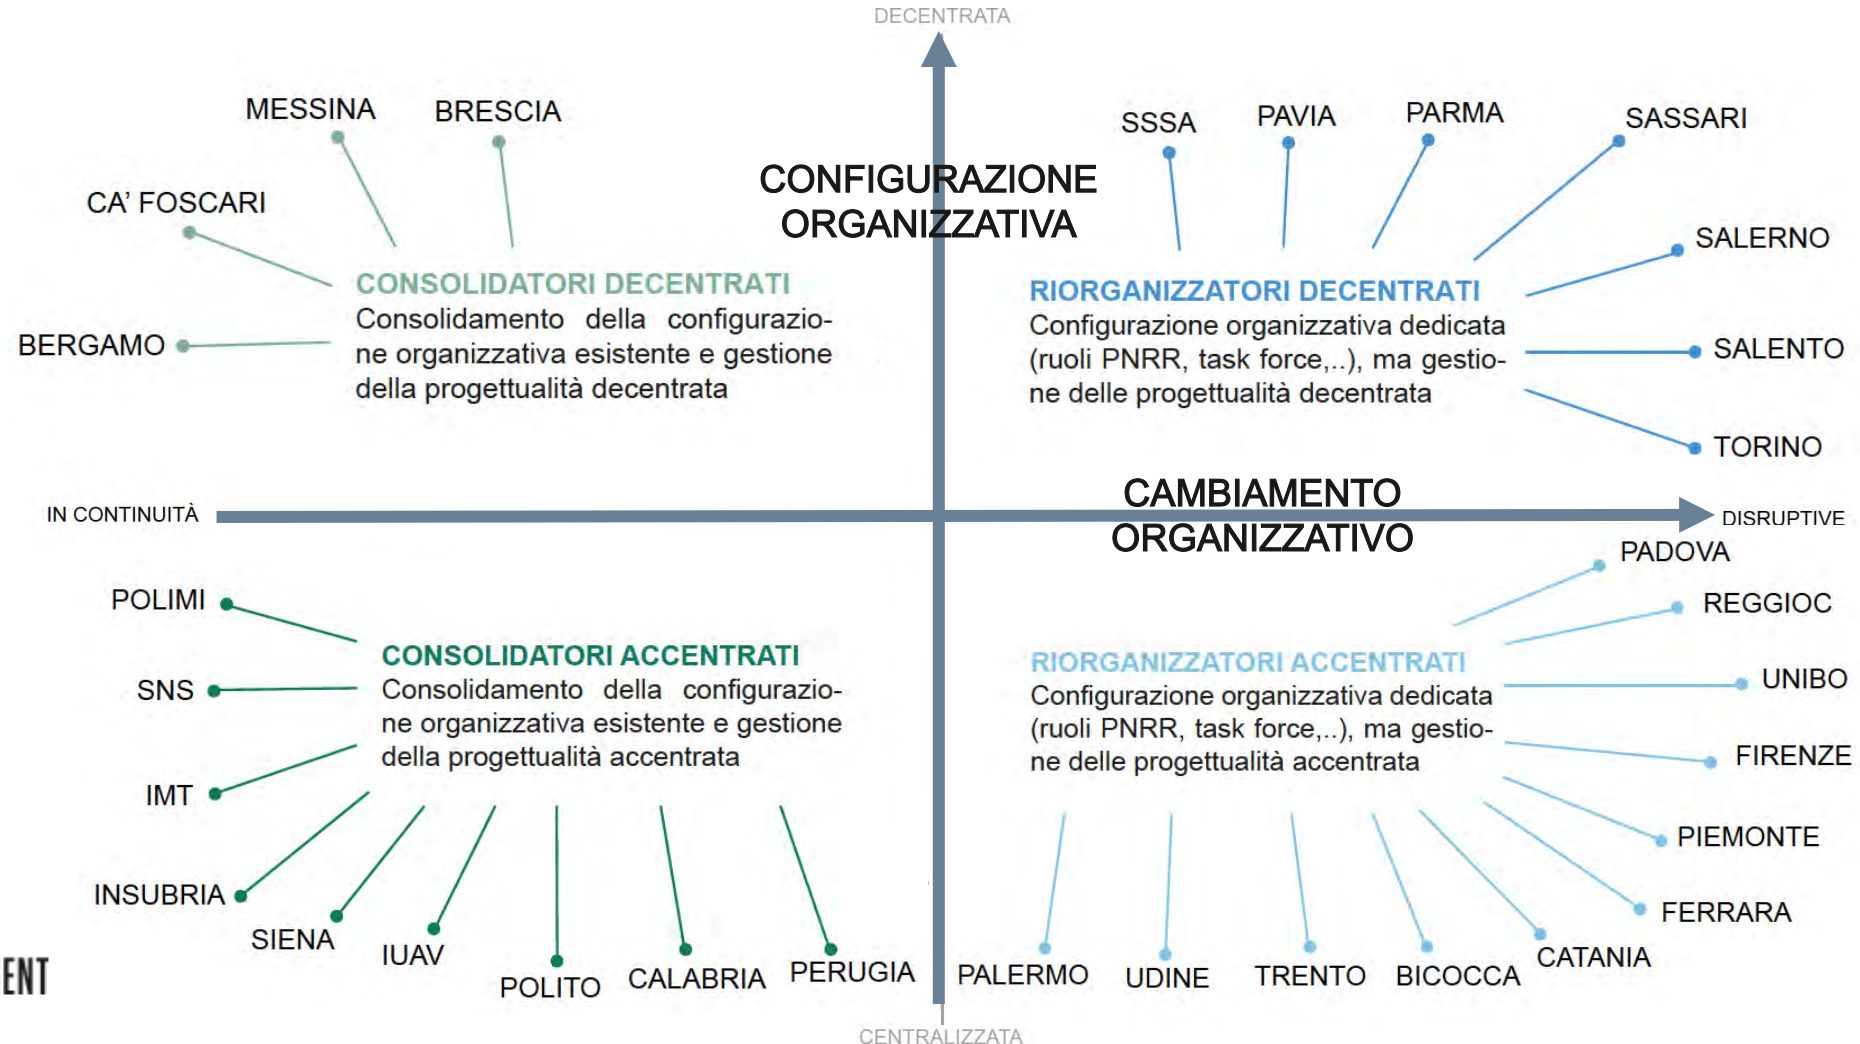 DECENTRATA
CONFIGURAZIONE
ORGANIZZATIVA
MESSINA
BRESCIA
CA’ FOSCARI
BERGAMO
CONSOLIDATORI DECENTRATI
Consolidamento della configurazio-
ne organizzativa esistente e gestione
della progettualità decentrata
SSSA
PAVIA
PARMA
SASSARI
SALERNO
SALENTO
TORINO
RIORGANIZZATORI DECENTRATI
Configurazione organizzativa dedicata
(ruoli PNRR, task force,..), ma gestio-
ne delle progettualità decentrata
IN CONTINUITÀ
CAMBIAMENTO
ORGANIZZATIVO
DISRUPTIVE
POLIMI
SNS
IMT
INSUBRIA
SIENA
IUAV
POLITO
CALABRIA
PERUGIA
CONSOLIDATORI ACCENTRATI
Consolidamento della configurazio-
ne organizzativa esistente e gestione
della progettualità accentrata
PADOVA
REGGIOC
UNIBO
FIRENZE
PIEMONTE
FERRARA
CATANIA
BICOCCA
TRENTO
UDINE
PALERMO
RIORGANIZZATORI ACCENTRATI
Configurazione organizzativa dedicata
(ruoli PNRR, task force,..), ma gestio-
ne delle progettualità accentrata
ENT
CENTRALIZZATA